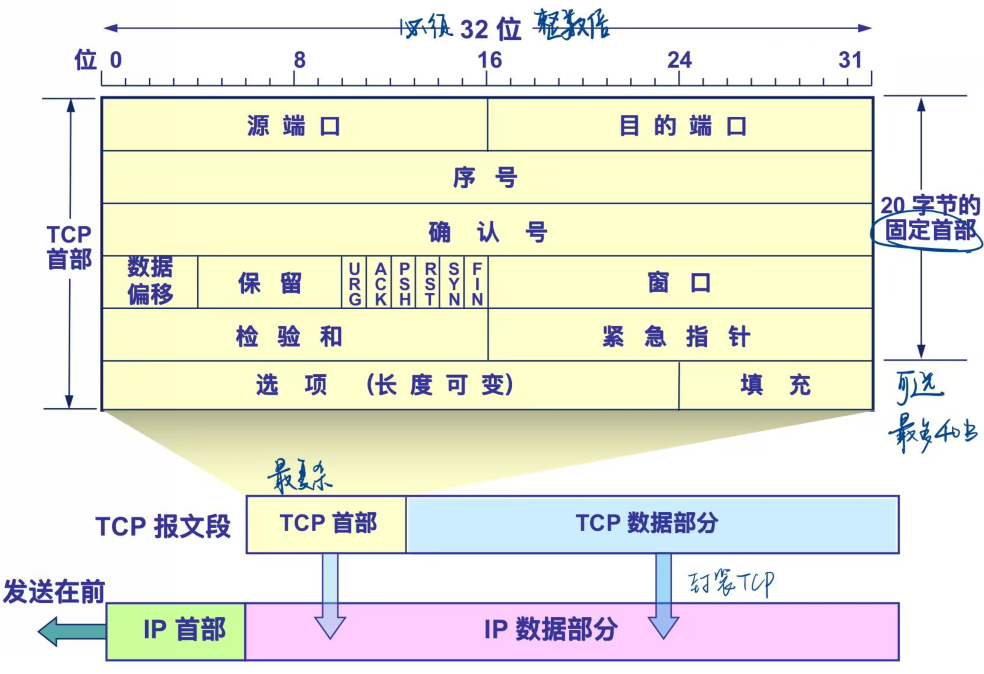 必须 32 位 整数倍
位 0 8 16 24 31
源端口 目的端口
序号
确认号
TCP 首部
20 字节的 固定首部
数据偏移 保留 URG ACK PSH RST SYN FIN 窗口
检验和 紧急指针
选项 (长度可变) 填充
可选
最多40B
最复杂
TCP 报文段 TCP 首部 TCP 数据部分
封装TCP
发送在前
IP 首部 IP 数据部分